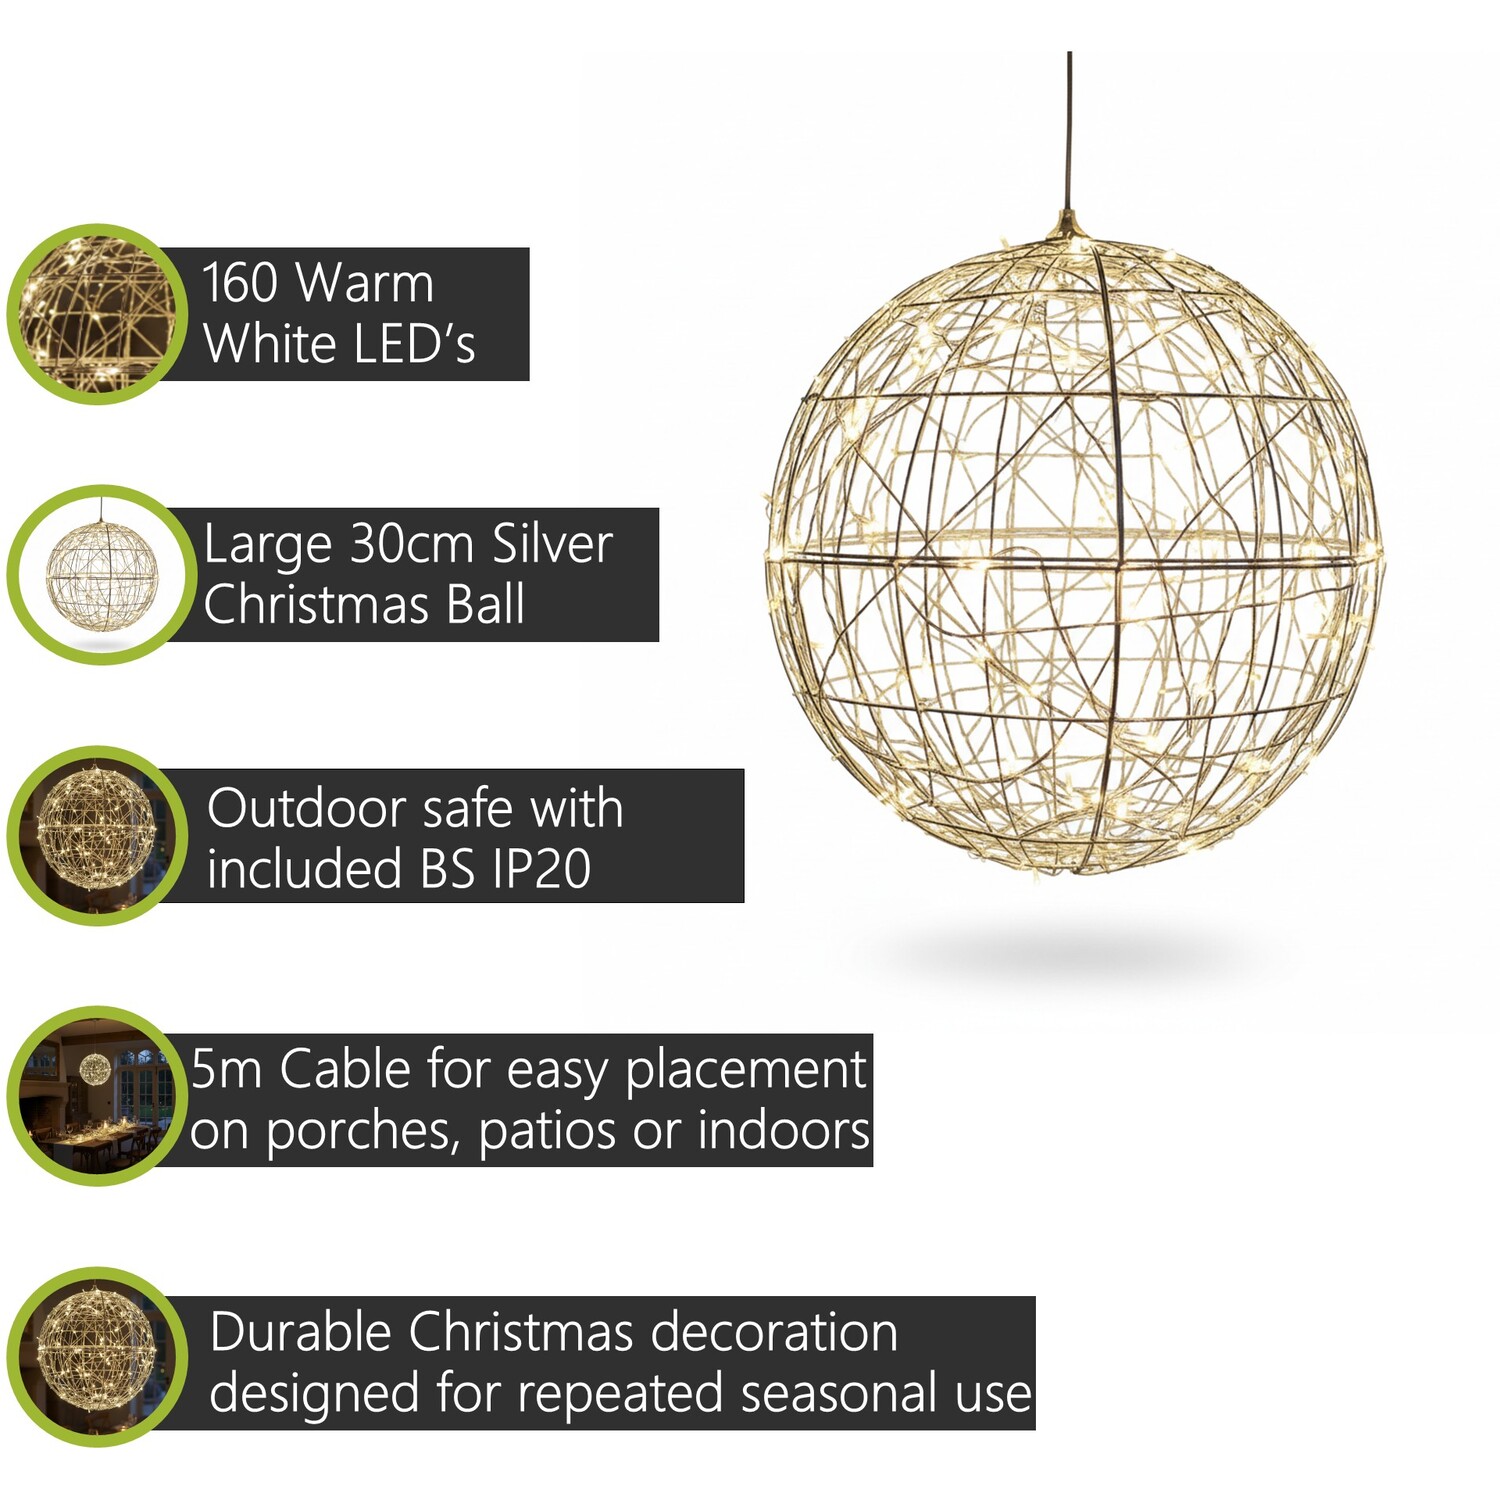 160 Warm
White LED’s
Large 30cm Silver
Christmas Ball
Outdoor safe with
included BS IP20
5m Cable for easy placement
on porches, patios or indoors
Durable Christmas decoration
designed for repeated seasonal use